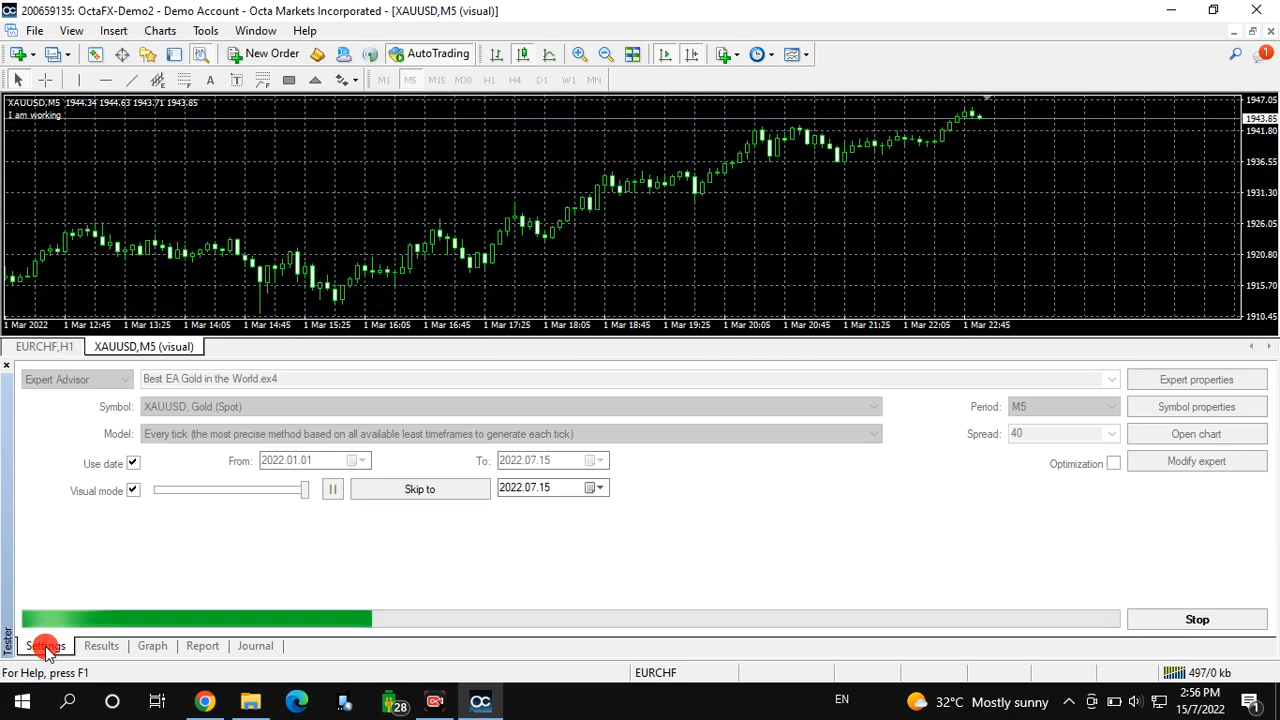 200659135: OctaFX-Demo2 - Demo Account - Octa Markets Incorporated - [XAUUSD,M5 (visual)]
File View Insert Charts Tools Window Help
New Order AutoTrading 1
A T M1 M5 M15 M30 H1 H4 D1 W1 MN
XAUUSD,M5 1944.34 1944.63 1943.71 1943.85
I am working
1947.05
1943.85
1941.80
1936.55
1931.30
1926.05
1920.80
1915.70
1910.45
1 Mar 2022 1 Mar 12:45 1 Mar 13:25 1 Mar 14:05 1 Mar 14:45 1 Mar 15:25 1 Mar 16:05 1 Mar 16:45 1 Mar 17:25 1 Mar 18:05 1 Mar 18:45 1 Mar 19:25 1 Mar 20:05 1 Mar 20:45 1 Mar 21:25 1 Mar 22:05 1 Mar 22:45
EURCHF,H1 XAUUSD,M5 (visual)
Expert Advisor Best EA Gold in the World.ex4 Expert properties
Symbol: XAUUSD, Gold (Spot) Period: M5 Symbol properties
Model: Every tick (the most precise method based on all available least timeframes to generate each tick) Spread: 40 Open chart
Use date From: 2022.01.01 To: 2022.07.15 Optimization Modify expert
Visual mode Skip to 2022.07.15
Stop
Tester
Settings Results Graph Report Journal
For Help, press F1 EURCHF 497/0 kb
28 OC 32°C Mostly sunny EN 2:56 PM
15/7/2022 1